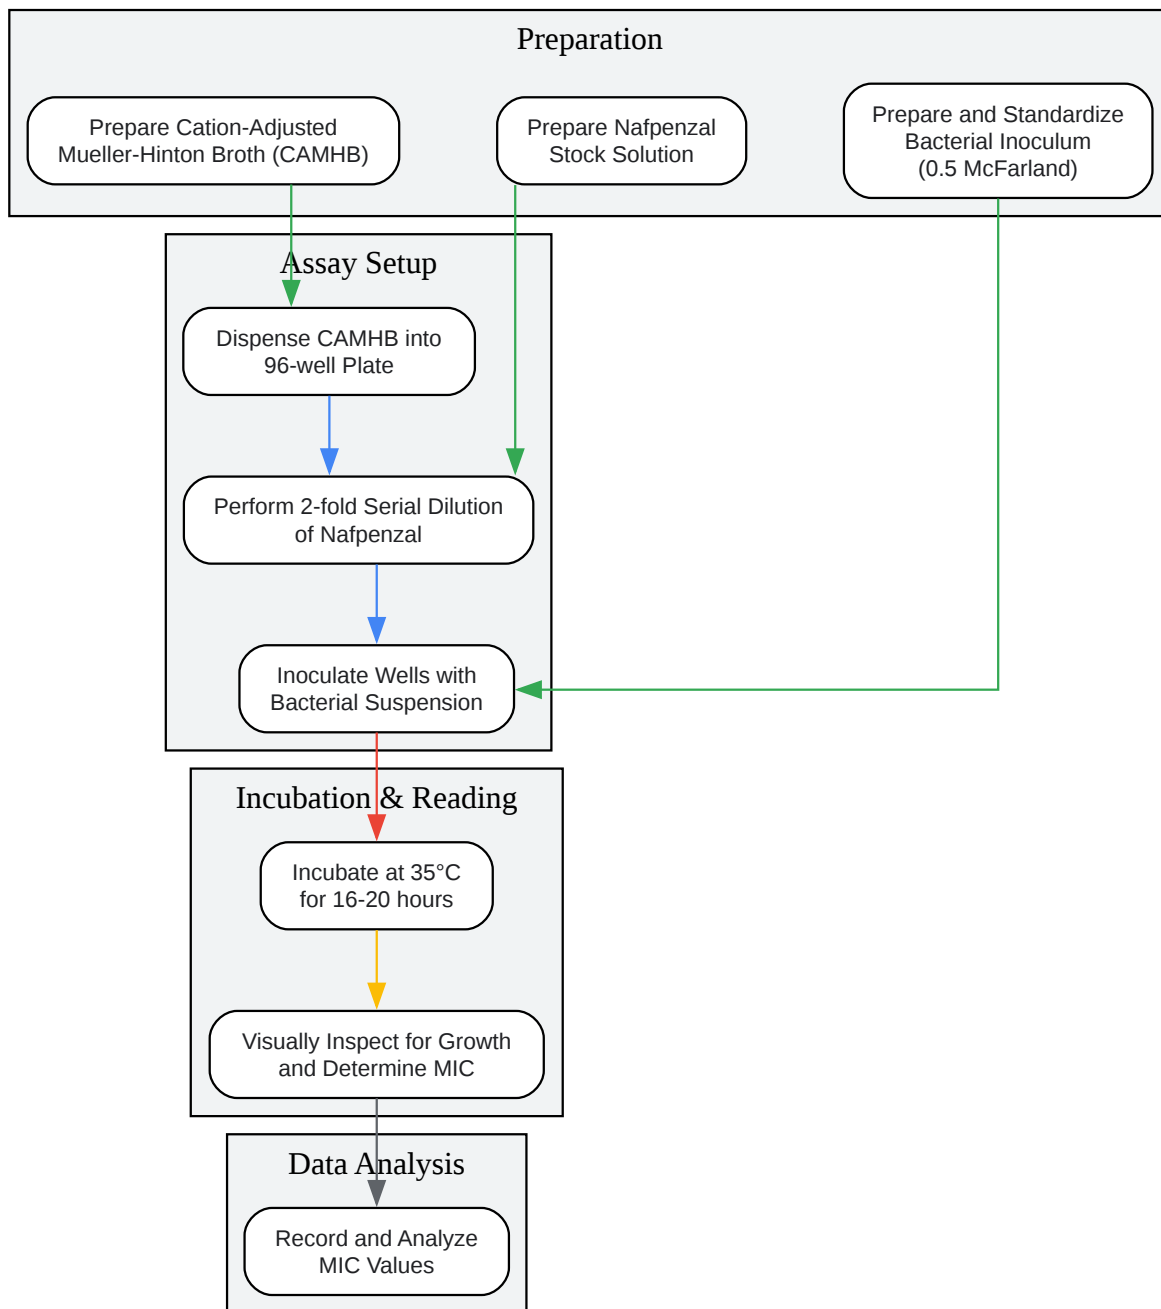 Preparation
Prepare Cation-Adjusted
Mueller-Hinton Broth (CAMHB)
Prepare Nafpenzal
Stock Solution
Prepare and Standardize
Bacterial Inoculum
(0.5 McFarland)
Assay Setup
Dispense CAMHB into
96-well Plate
Perform 2-fold Serial Dilution
of Nafpenzal
Inoculate Wells with
Bacterial Suspension
Incubation & Reading
Incubate at 35°C
for 16-20 hours
Visually Inspect for Growth
and Determine MIC
Data Analysis
Record and Analyze
MIC Values